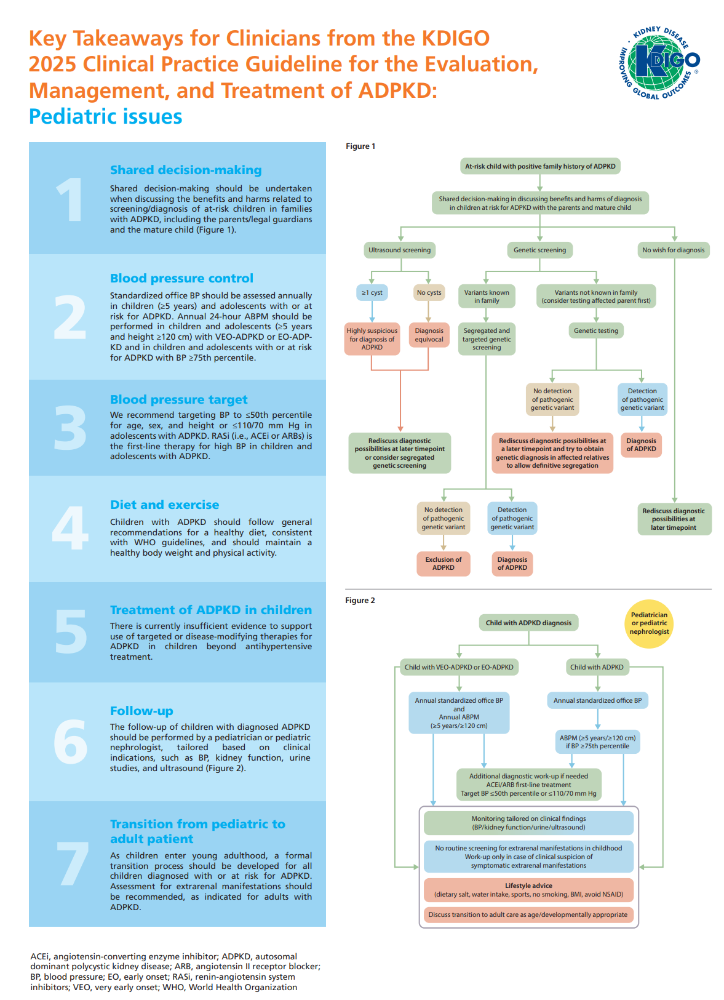 Key Takeaways for Clinicians from the KDIGO
2025 Clinical Practice Guideline for the Evaluation,
Management, and Treatment of ADPKD:
Pediatric issues
KIDNEY DISEASE
IMPROVING GLOBAL OUTCOMES
KDIGO
®
1
Shared decision-making
Shared decision-making should be undertaken
when discussing the benefits and harms related to
screening/diagnosis of at-risk children in families
with ADPKD, including the parents/legal guardians
and the mature child (Figure 1).
2
Blood pressure control
Standardized office BP should be assessed annually
in children (≥5 years) and adolescents with or at
risk for ADPKD. Annual 24-hour ABPM should be
performed in children and adolescents (≥5 years
and height ≥120 cm) with VEO-ADPKD or EO-ADP-
KD and in children and adolescents with or at risk
for ADPKD with BP ≥75th percentile.
3
Blood pressure target
We recommend targeting BP to ≤50th percentile
for age, sex, and height or ≤110/70 mm Hg in
adolescents with ADPKD. RASi (i.e., ACEi or ARBs) is
the first-line therapy for high BP in children and
adolescents with ADPKD.
4
Diet and exercise
Children with ADPKD should follow general
recommendations for a healthy diet, consistent
with WHO guidelines, and should maintain a
healthy body weight and physical activity.
5
Treatment of ADPKD in children
There is currently insufficient evidence to support
use of targeted or disease-modifying therapies for
ADPKD in children beyond antihypertensive
treatment.
6
Follow-up
The follow-up of children with diagnosed ADPKD
should be performed by a pediatrician or pediatric
nephrologist, tailored based on clinical
indications, such as BP, kidney function, urine
studies, and ultrasound (Figure 2).
7
Transition from pediatric to
adult patient
As children enter young adulthood, a formal
transition process should be developed for all
children diagnosed with or at risk for ADPKD.
Assessment for extrarenal manifestations should
be recommended, as indicated for adults with
ADPKD.
Figure 1
At-risk child with positive family history of ADPKD
Shared decision-making in discussing benefits and harms of diagnosis
in children at risk for ADPKD with the parents and mature child
Ultrasound screening
Genetic screening
No wish for diagnosis
≥1 cyst
No cysts
Variants known
in family
Variants not known in family
(consider testing affected parent first)
Highly suspicious
for diagnosis of
ADPKD
Diagnosis
equivocal
Segregated and
targeted genetic
screening
Genetic testing
No detection
of pathogenic
genetic variant
Detection
of pathogenic
genetic variant
Rediscuss diagnostic
possibilities at later timepoint
or consider segregated
genetic screening
Rediscuss diagnostic possibilities at
a later timepoint and try to obtain
genetic diagnosis in affected relatives
to allow definitive segregation
Diagnosis
of ADPKD
No detection
of pathogenic
genetic variant
Detection
of pathogenic
genetic variant
Rediscuss diagnostic
possibilities at
later timepoint
Exclusion of
ADPKD
Diagnosis
of ADPKD
Figure 2
Pediatrician
or pediatric
nephrologist
Child with ADPKD diagnosis
Child with VEO-ADPKD or EO-ADPKD
Child with ADPKD
Annual standardized office BP
and
Annual ABPM
(≥5 years/≥120 cm)
Annual standardized office BP
ABPM (≥5 years/≥120 cm)
if BP ≥75th percentile
Additional diagnostic work-up if needed
ACEi/ARB first-line treatment
Target BP ≤50th percentile or ≤110/70 mm Hg
Monitoring tailored on clinical findings
(BP/kidney function/urine/ultrasound)
No routine screening for extrarenal manifestations in childhood
Work-up only in case of clinical suspicion of
symptomatic extrarenal manifestations
Lifestyle advice
(dietary salt, water intake, sports, no smoking, BMI, avoid NSAID)
Discuss transition to adult care as age/developmentally appropriate
ACEi, angiotensin-converting enzyme inhibitor; ADPKD, autosomal
dominant polycystic kidney disease; ARB, angiotensin II receptor blocker;
BP, blood pressure; EO, early onset; RASi, renin-angiotensin system
inhibitors; VEO, very early onset; WHO, World Health Organization